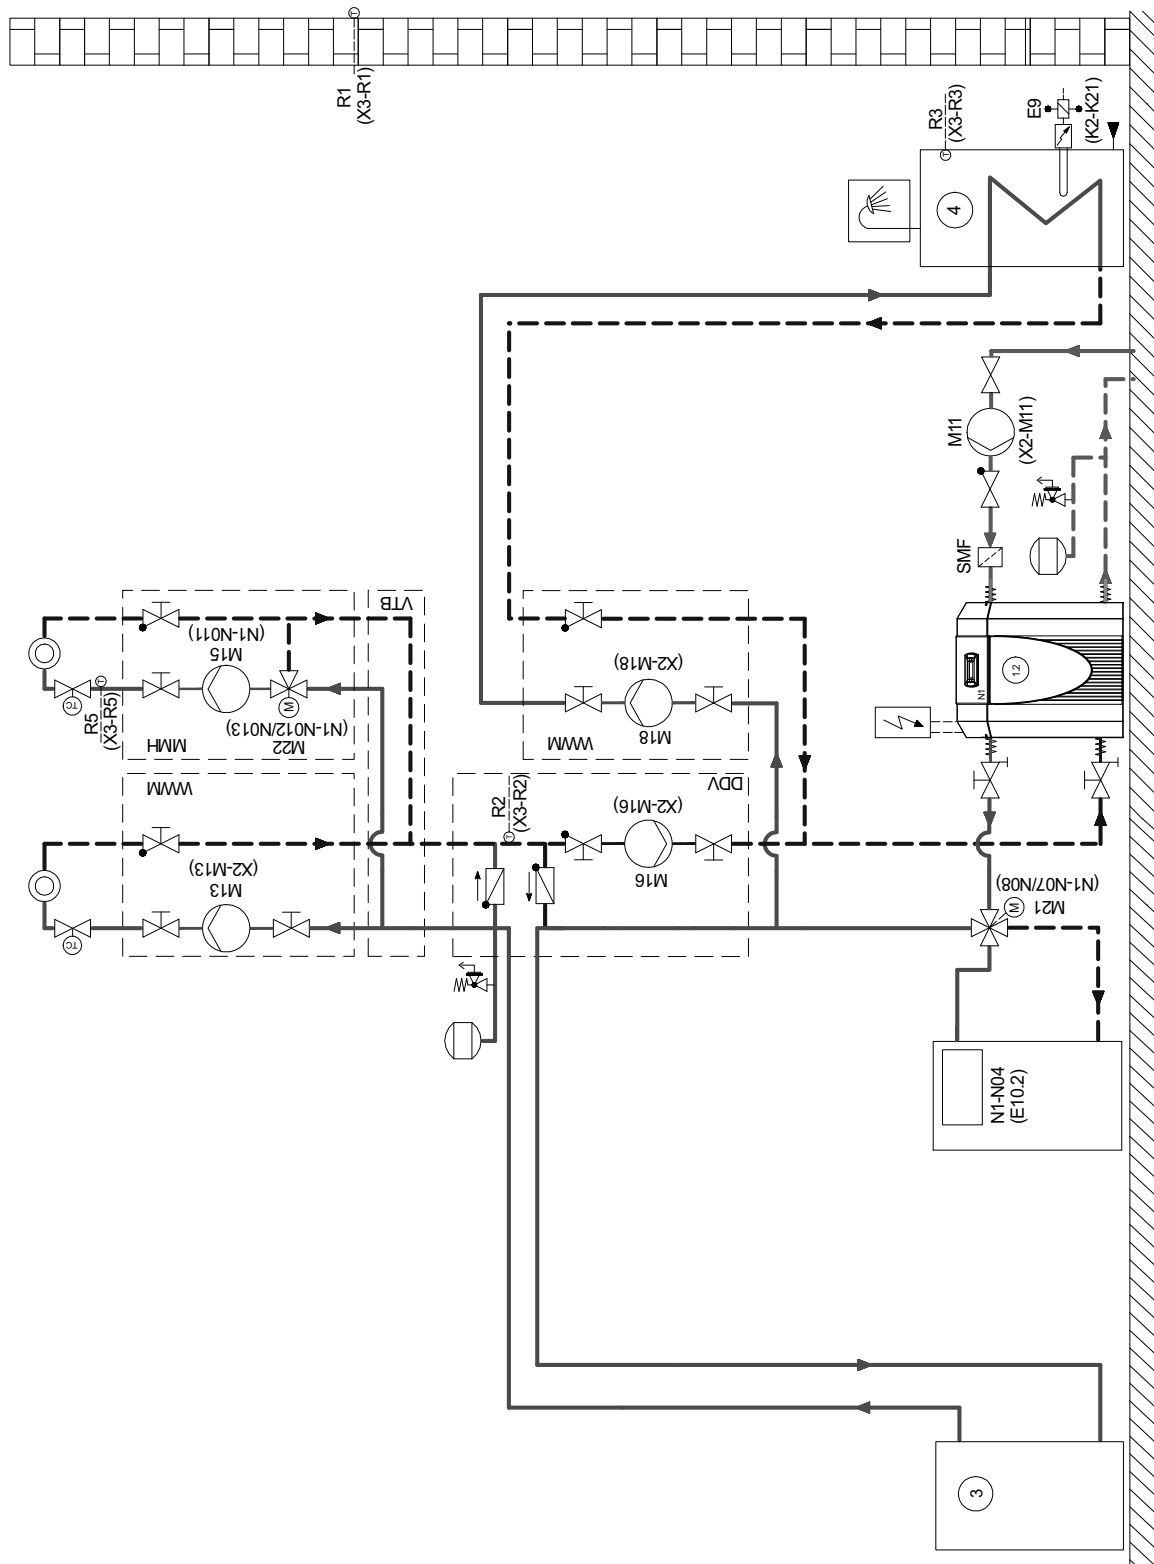 T
R1
(X3-R1)
R3
(X3-R3)
T
E9
(K2-K21)
4
M11
(X2-M11)
SMF
N1
1.2
VTB
(N1-N011)
M15
T
R5
(X3-R5)
TC
M
M22
(N1-N012/N013)
MMH
WWM
(X2-M13)
M13
TC
(X2-M18)
M18
WWM
DDV
R2
(X3-R2)
T
(X2-M16)
M16
(N1-N07/N08)
M21
M
N1-N04
(E10.2)
3